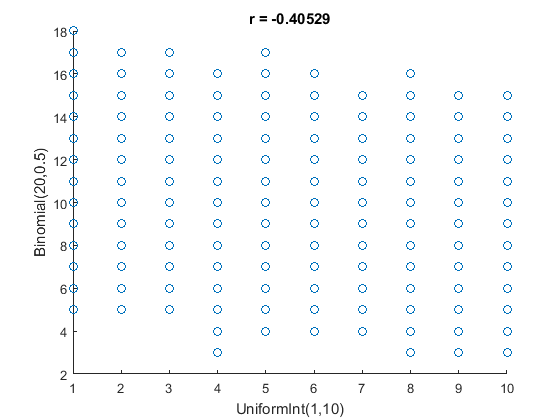 r = -0.40529
18
16
14
12
10
8
6
4
2
Binomial(20,0.5)
1 2 3 4 5 6 7 8 9 10
UniformInt(1,10)